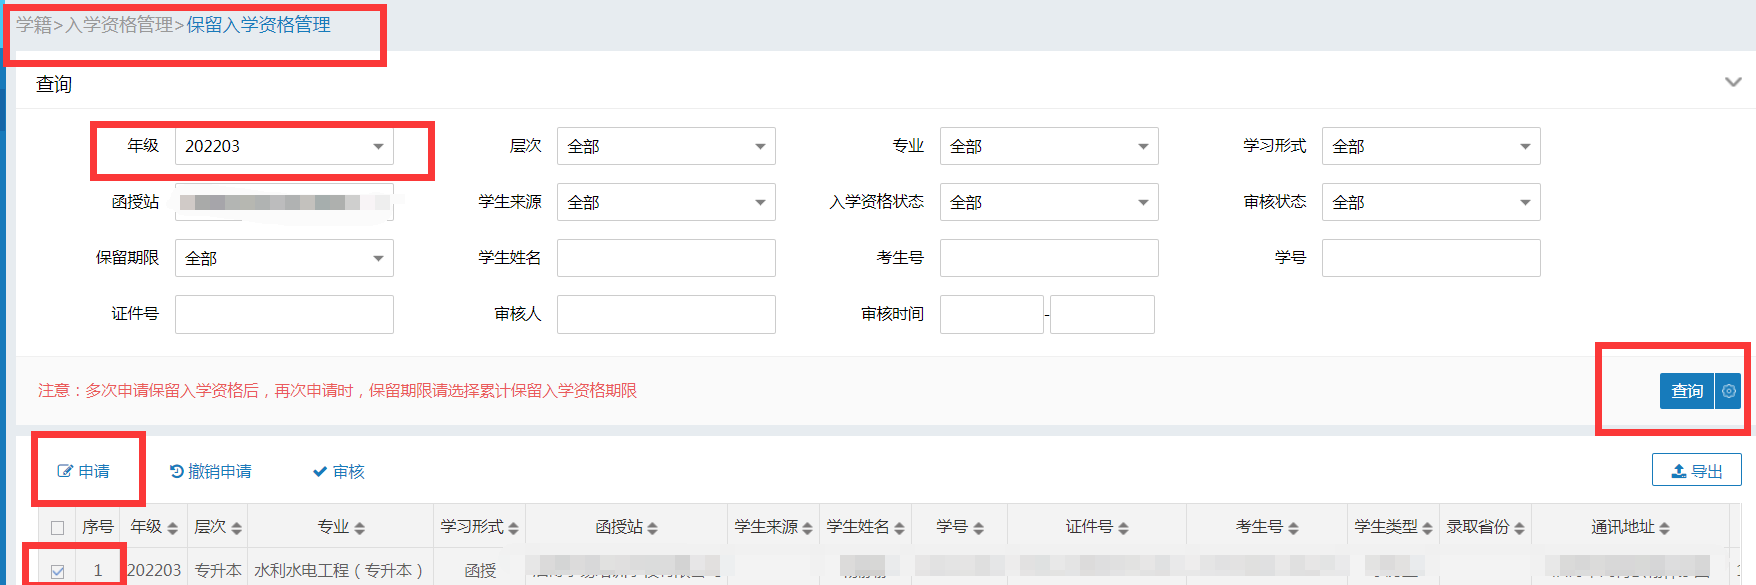 学籍>入学资格管理>保留入学资格管理
查询
年级 202203 层次 全部 专业 全部 学习形式 全部
函授站 学生来源 全部 入学资格状态 全部 审核状态 全部
保留期限 全部 学生姓名 考生号 学号
证件号 审核人 审核时间 -
注意：多次申请保留入学资格后，再次申请时，保留期限请选择累计保留入学资格期限 查询
申请 撤销申请 审核 导出
序号 年级 层次 专业 学习形式 函授站 学生来源 学生姓名 学号 证件号 考生号 学生类型 录取省份 通讯地址
1 202203 专升本 水利水电工程（专升本） 函授